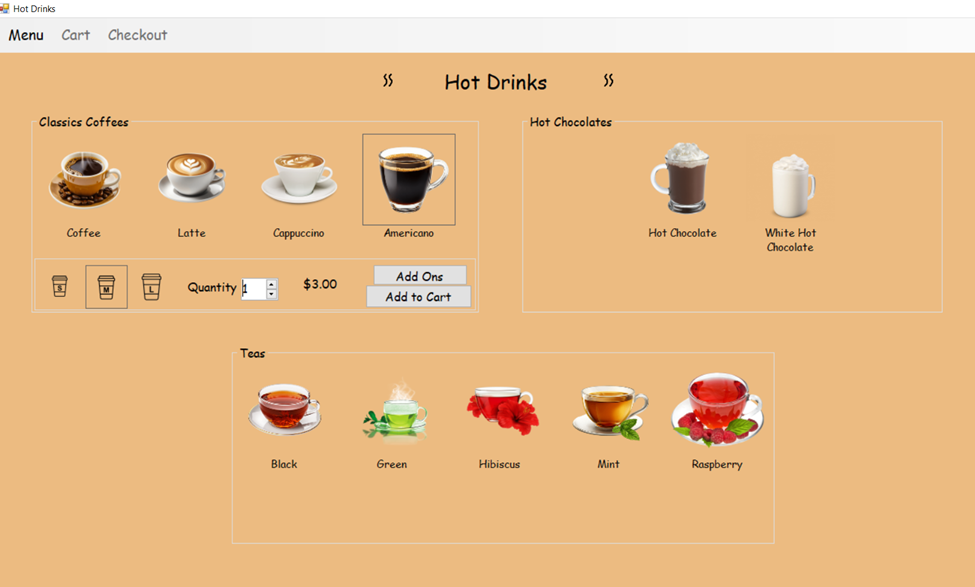 Hot Drinks
Menu Cart Checkout
Hot Drinks
Classics Coffees
Coffee Latte Cappuccino Americano
S M L Quantity 1 $3.00 Add Ons
Add to Cart
Hot Chocolates
Hot Chocolate White Hot
Chocolate
Teas
Black Green Hibiscus Mint Raspberry